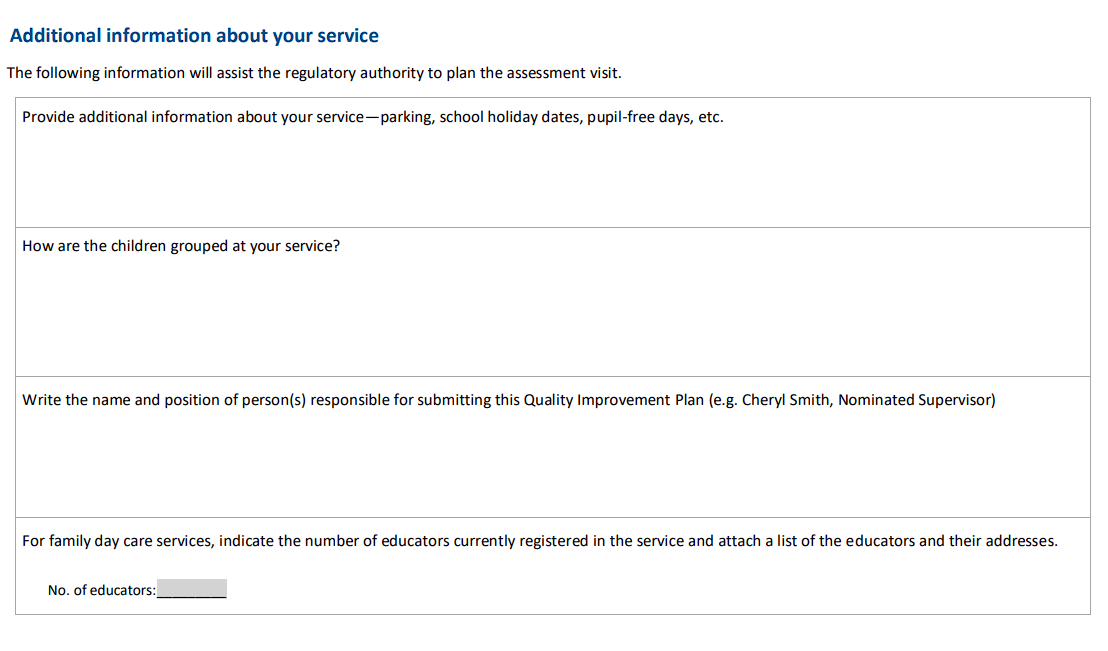 Additional information about your service
The following information will assist the regulatory authority to plan the assessment visit.
Provide additional information about your service—parking, school holiday dates, pupil-free days, etc.
How are the children grouped at your service?
Write the name and position of person(s) responsible for submitting this Quality Improvement Plan (e.g. Cheryl Smith, Nominated Supervisor)
For family day care services, indicate the number of educators currently registered in the service and attach a list of the educators and their addresses.
No. of educators: